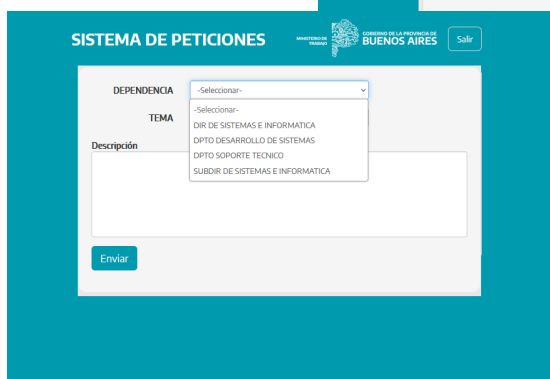 SISTEMA DE PETICIONES
MINISTERIO DE
TRABAJO
GOBIERNO DE LA PROVINCIA DE
BUENOS AIRES
Salir
DEPENDENCIA
-Seleccionar-
-Seleccionar-
DIR DE SISTEMAS E INFORMATICA
DPTO DESARROLLO DE SISTEMAS
DPTO SOPORTE TECNICO
SUBDIR DE SISTEMAS E INFORMATICA
TEMA
Descripción
Enviar